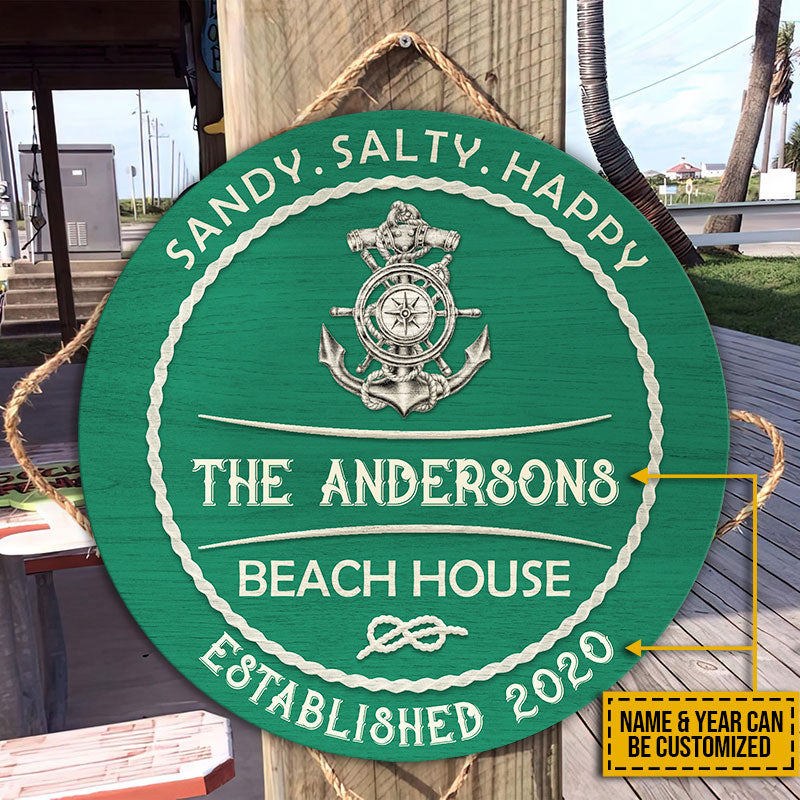 SANDY. SALTY. HAPPY
THE ANDERSONS
BEACH HOUSE
ESTABLISHED 2020
NAME & YEAR CAN
BE CUSTOMIZED